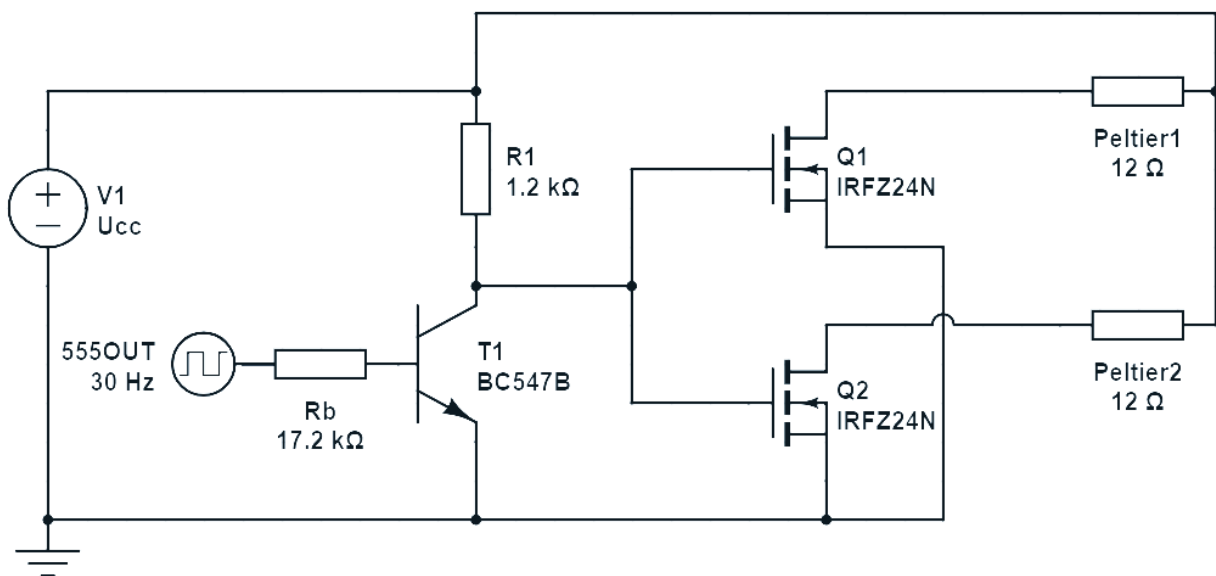 R1
1.2 kΩ
Q1
IRFZ24N
Peltier1
12 Ω
V1
Ucc
555OUT
30 Hz
Rb
17.2 kΩ
T1
BC547B
Q2
IRFZ24N
Peltier2
12 Ω